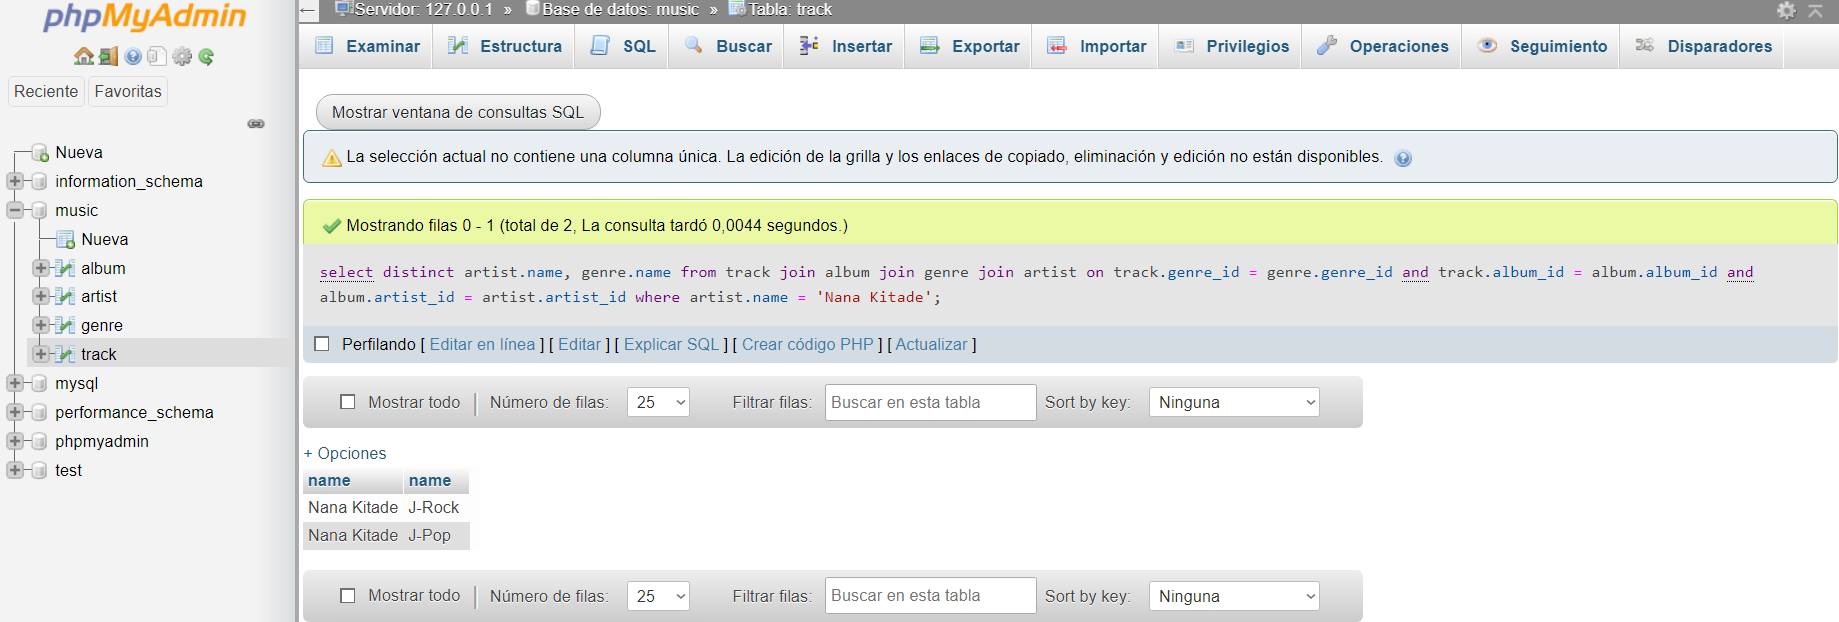 phpMyAdmin
Reciente Favoritas
Nueva
information_schema
music
Nueva
album
artist
genre
track
mysql
performance_schema
phpmyadmin
test
Servidor: 127.0.0 1 » Base de datos: music » Tabla: track
Examinar Estructura SQL Buscar Insertar Exportar Importar Privilegios Operaciones Seguimiento Disparadores
Mostrar ventana de consultas SQL
La selección actual no contiene una columna única. La edición de la grilla y los enlaces de copiado, eliminación y edición no están disponibles.
Mostrando filas 0 - 1 (total de 2, La consulta tardó 0,0044 segundos.)
select distinct artist.name, genre.name from track join album join genre join artist on track.genre_id = genre.genre_id and track.album_id = album.album_id and
album.artist_id = artist.artist_id where artist.name = 'Nana Kitade';
Perfilando [ Editar en línea ] [ Editar ] [ Explicar SQL ] [ Crear código PHP ] [ Actualizar ]
Mostrar todo | Número de filas: 25 Filtrar filas: Buscar en esta tabla Sort by key: Ninguna
+ Opciones
name name
Nana Kitade J-Rock
Nana Kitade J-Pop
Mostrar todo | Número de filas: 25 Filtrar filas: Buscar en esta tabla Sort by key: Ninguna